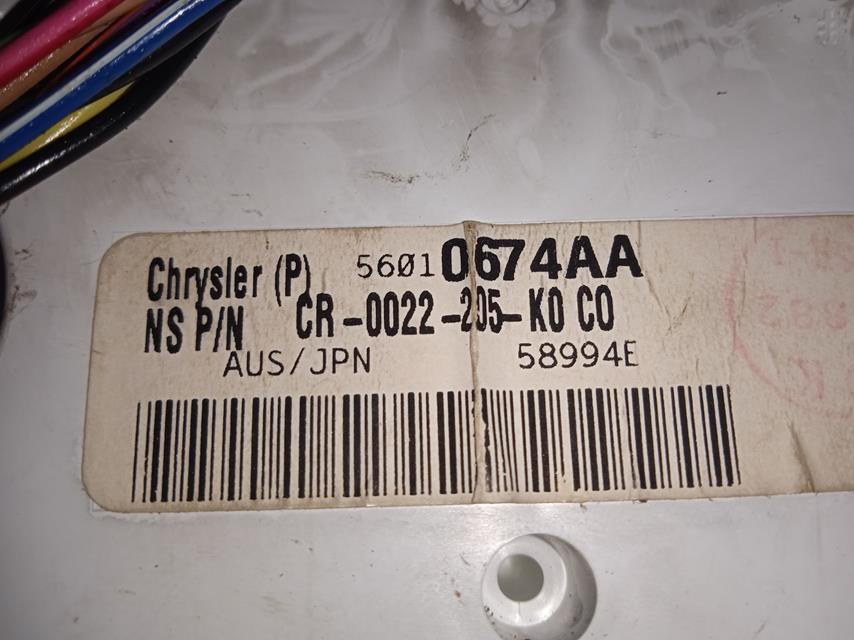 Chrysler (P) 56010674AA
NS P/N CR-0022-205-K0 C0
AUS/JPN 58994E